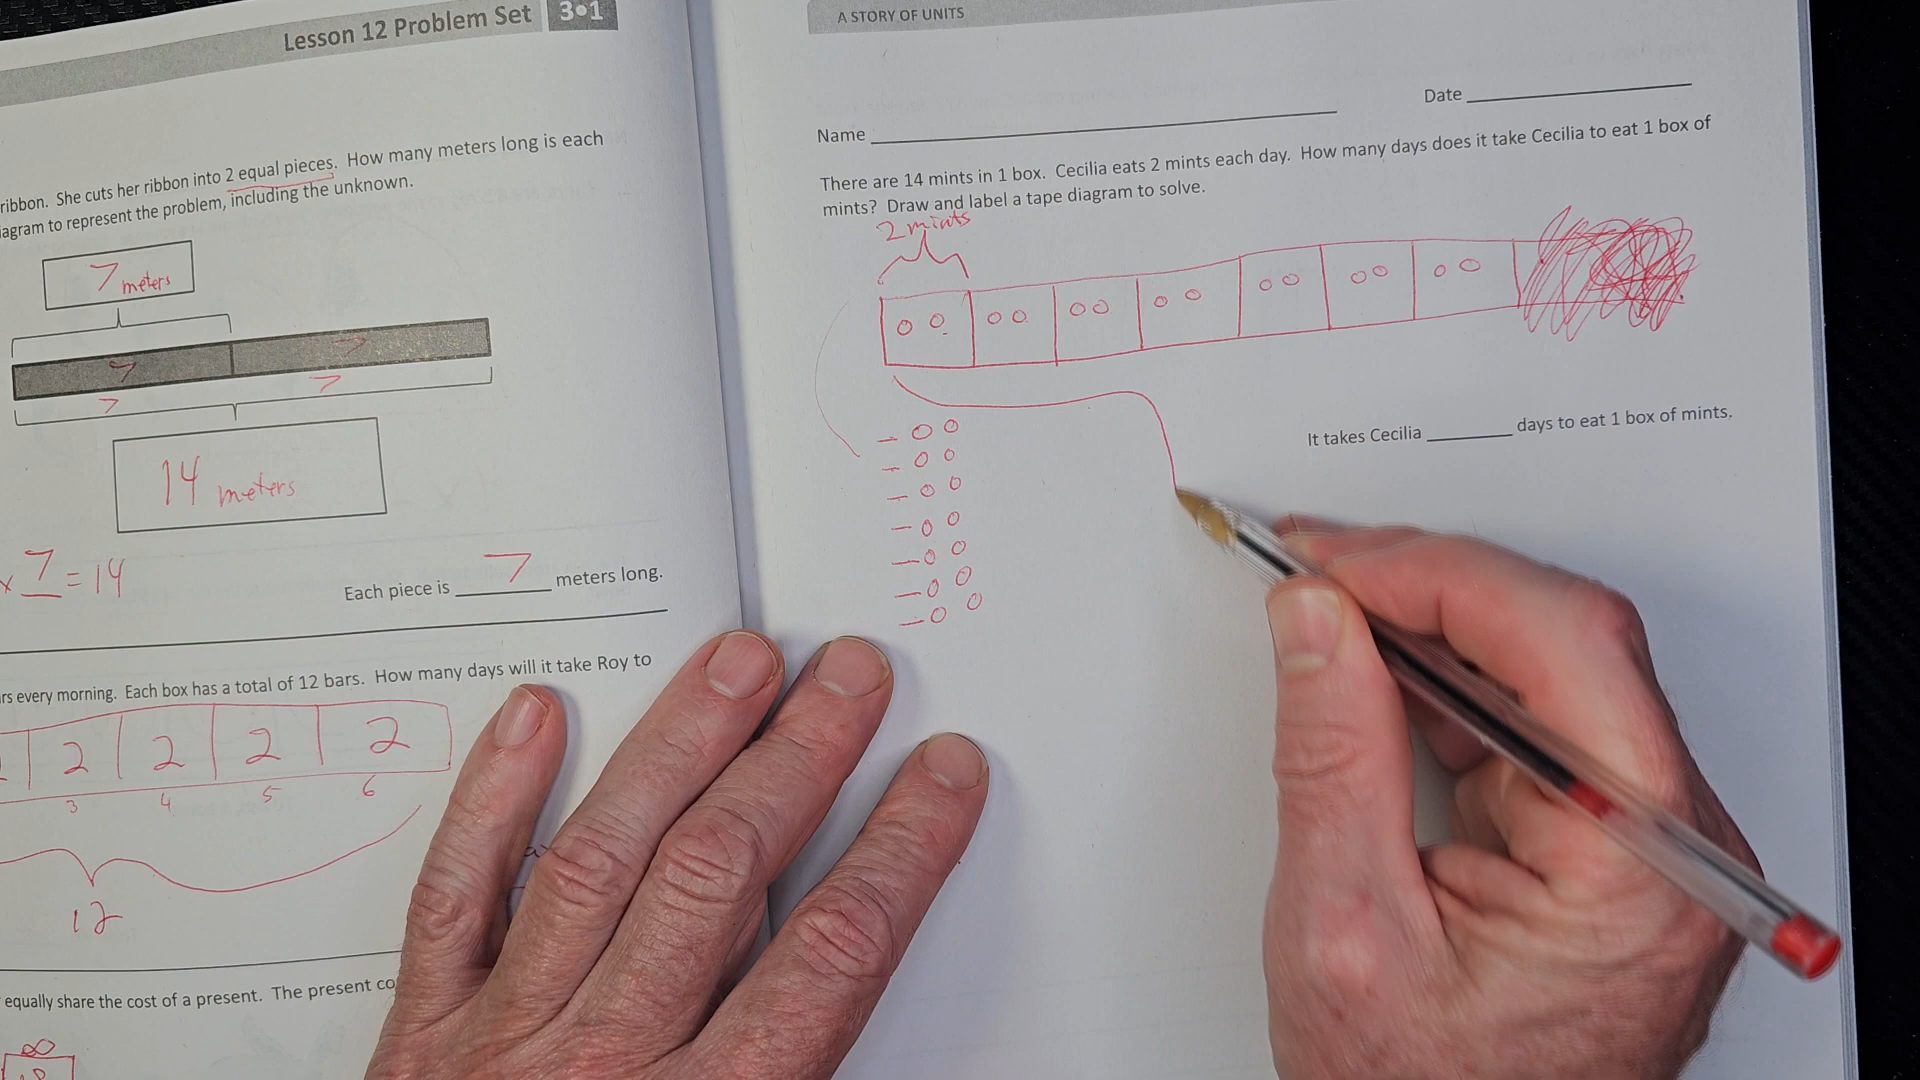 Lesson 12 Problem Set 3•1
ribbon. She cuts her ribbon into 2 equal pieces. How many meters long is each
iagram to represent the problem, including the unknown.
7 meters
7 7
7 7
14 meters
x 7 = 14
Each piece is 7 meters long.
rs every morning. Each box has a total of 12 bars. How many days will it take Roy to
2 2 2 2
3 4 5 6
12
equally share the cost of a present. The present co
A STORY OF UNITS
Name Date
There are 14 mints in 1 box. Cecilia eats 2 mints each day. How many days does it take Cecilia to eat 1 box of
mints? Draw and label a tape diagram to solve.
2 mints
It takes Cecilia ________ days to eat 1 box of mints.